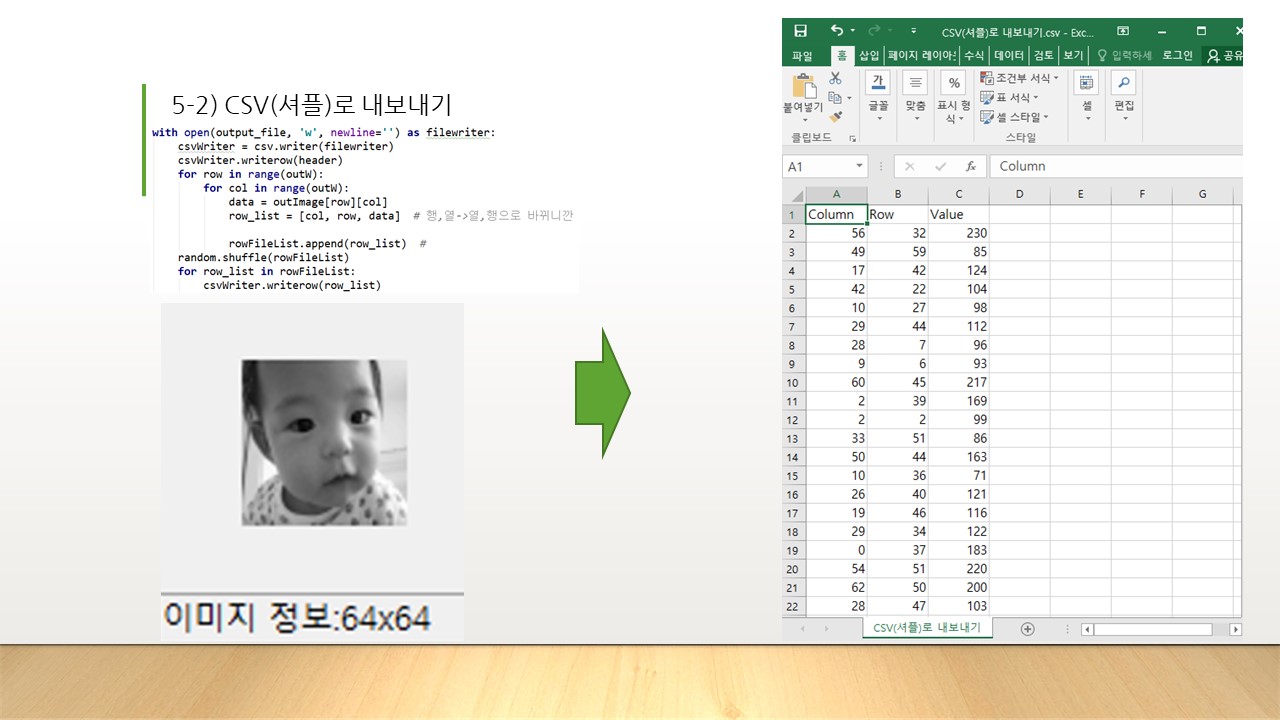 5-2) CSV(셔플)로 내보내기
with open(output_file, 'w', newline='') as filewriter:
csvWriter = csv.writer(filewriter)
csvWriter.writerow(header)
for row in range(outW):
for col in range(outW):
data = outImage[row][col]
row_list = [col, row, data] # 행,열->열,행으로 바뀌니깐
rowFileList.append(row_list) #
random.shuffle(rowFileList)
for row_list in rowFileList:
csvWriter.writerow(row_list)
이미지 정보:64x64
CSV(셔플)로 내보내기.csv - Exc...
파일 홈 삽입 페이지 레이아 수식 데이터 검토 보기 입력하세 로그인 공유
붙여넣기 글꼴 맞춤 표시 형식 조건부 서식 표 서식 셀 스타일 셀 편집
클립보드 스타일
A1 fx Column
A B C D E F G
1 Column Row Value
2 56 32 230
3 49 59 85
4 17 42 124
5 42 22 104
6 10 27 98
7 29 44 112
8 28 7 96
9 9 6 93
10 60 45 217
11 2 39 169
12 2 2 99
13 33 51 86
14 50 44 163
15 10 36 71
16 26 40 121
17 19 46 116
18 29 34 122
19 0 37 183
20 54 51 220
21 62 50 200
22 28 47 103
CSV(셔플)로 내보내기